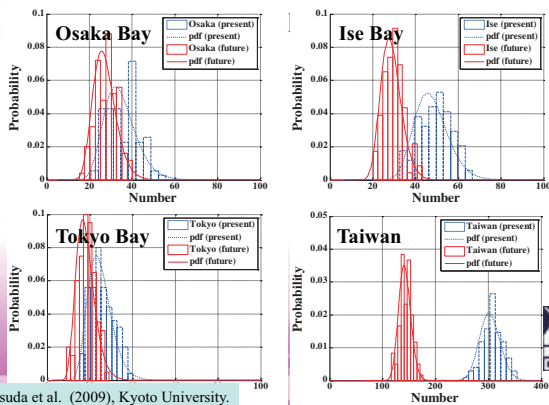 Osaka Bay
Osaka (present)
pdf (present)
Osaka (future)
pdf (future)
Probability
0.1
0.08
0.06
0.04
0.02
0
0 20 40 60 80 100
Number
Ise Bay
Ise (present)
pdf (present)
Ise (future)
pdf (future)
Probability
0.1
0.08
0.06
0.04
0.02
0
0 20 40 60 80 100
Number
Tokyo Bay
Tokyo (present)
pdf (present)
Tokyo (future)
pdf (future)
Probability
0.1
0.08
0.06
0.04
0.02
0
100
Taiwan
Taiwan (present)
pdf (present)
Taiwan (future)
pdf (future)
Probability
0.05
0.04
0.03
0.02
0.01
0
0 100 200 300 400
Number
suda et al. (2009), Kyoto University.